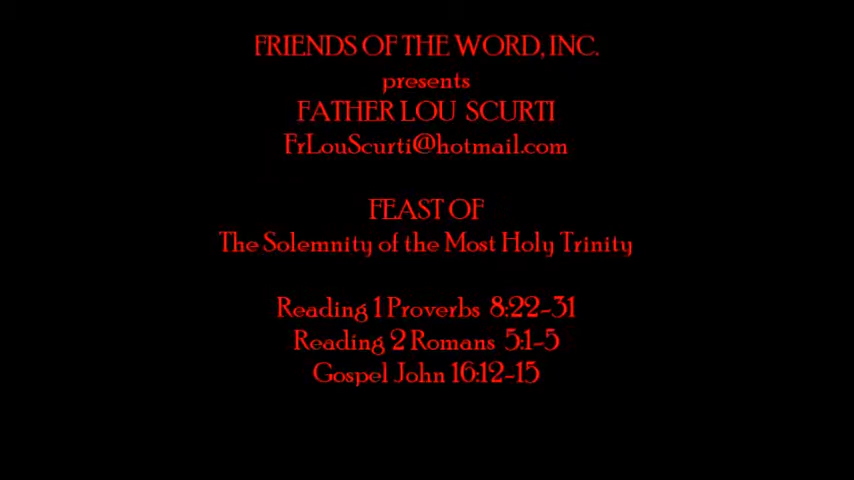 FRIENDS OF THE WORD, INC.
presents
FATHER LOU SCURTI
FrLouScurti@hotmail.com
FEAST OF
The Solemnity of the Most Holy Trinity
Reading 1 Proverbs 8:22-31
Reading 2 Romans 5:1-5
Gospel John 16:12-15